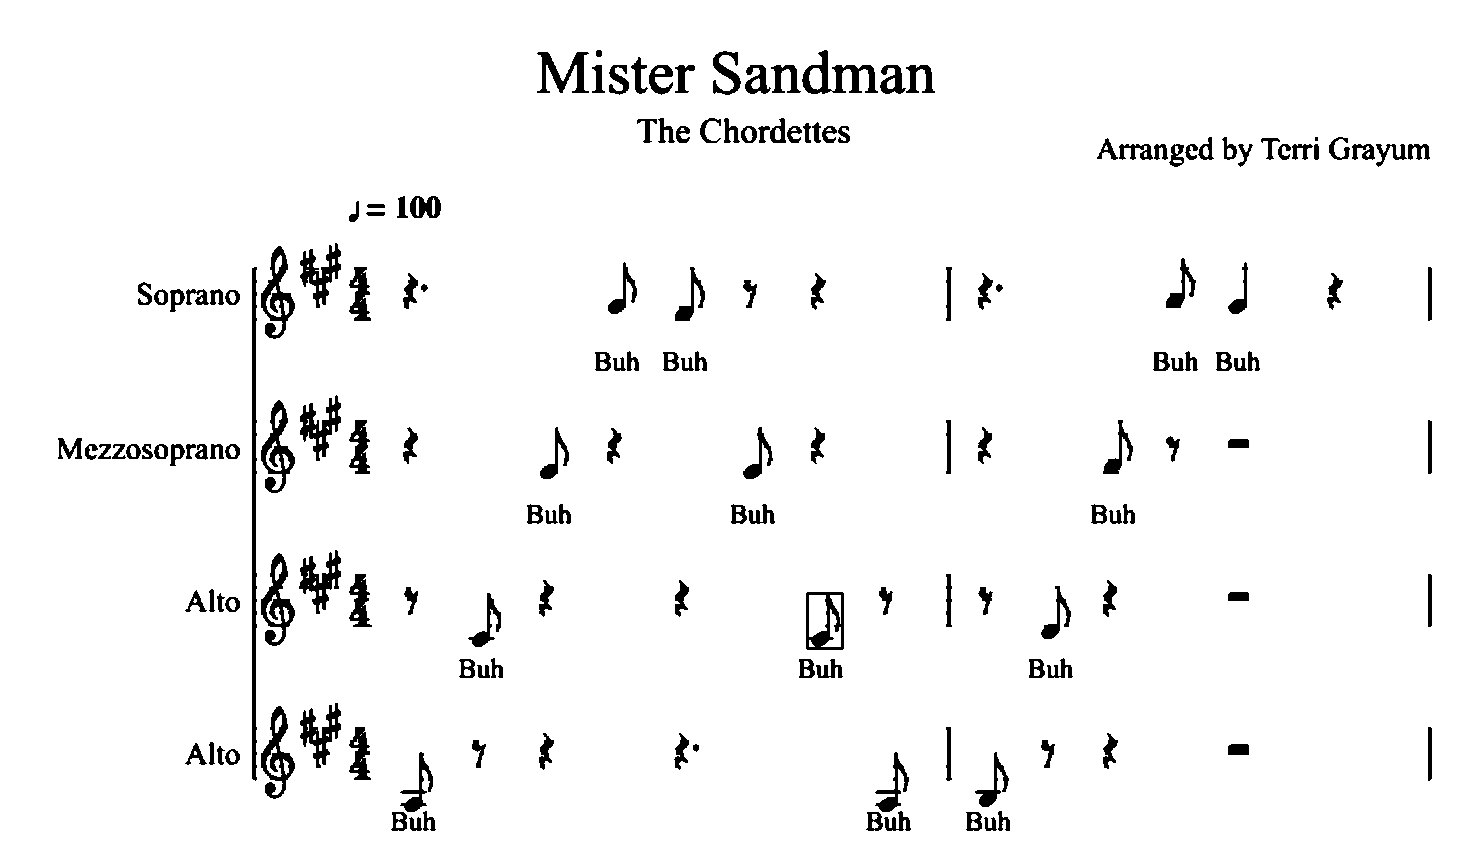 Mister Sandman
The Chordettes
Arranged by Terri Grayum
♩ = 100
Soprano
Buh Buh Buh Buh
Mezzosoprano
Buh Buh Buh
Alto
Buh Buh Buh
Alto
Buh Buh Buh